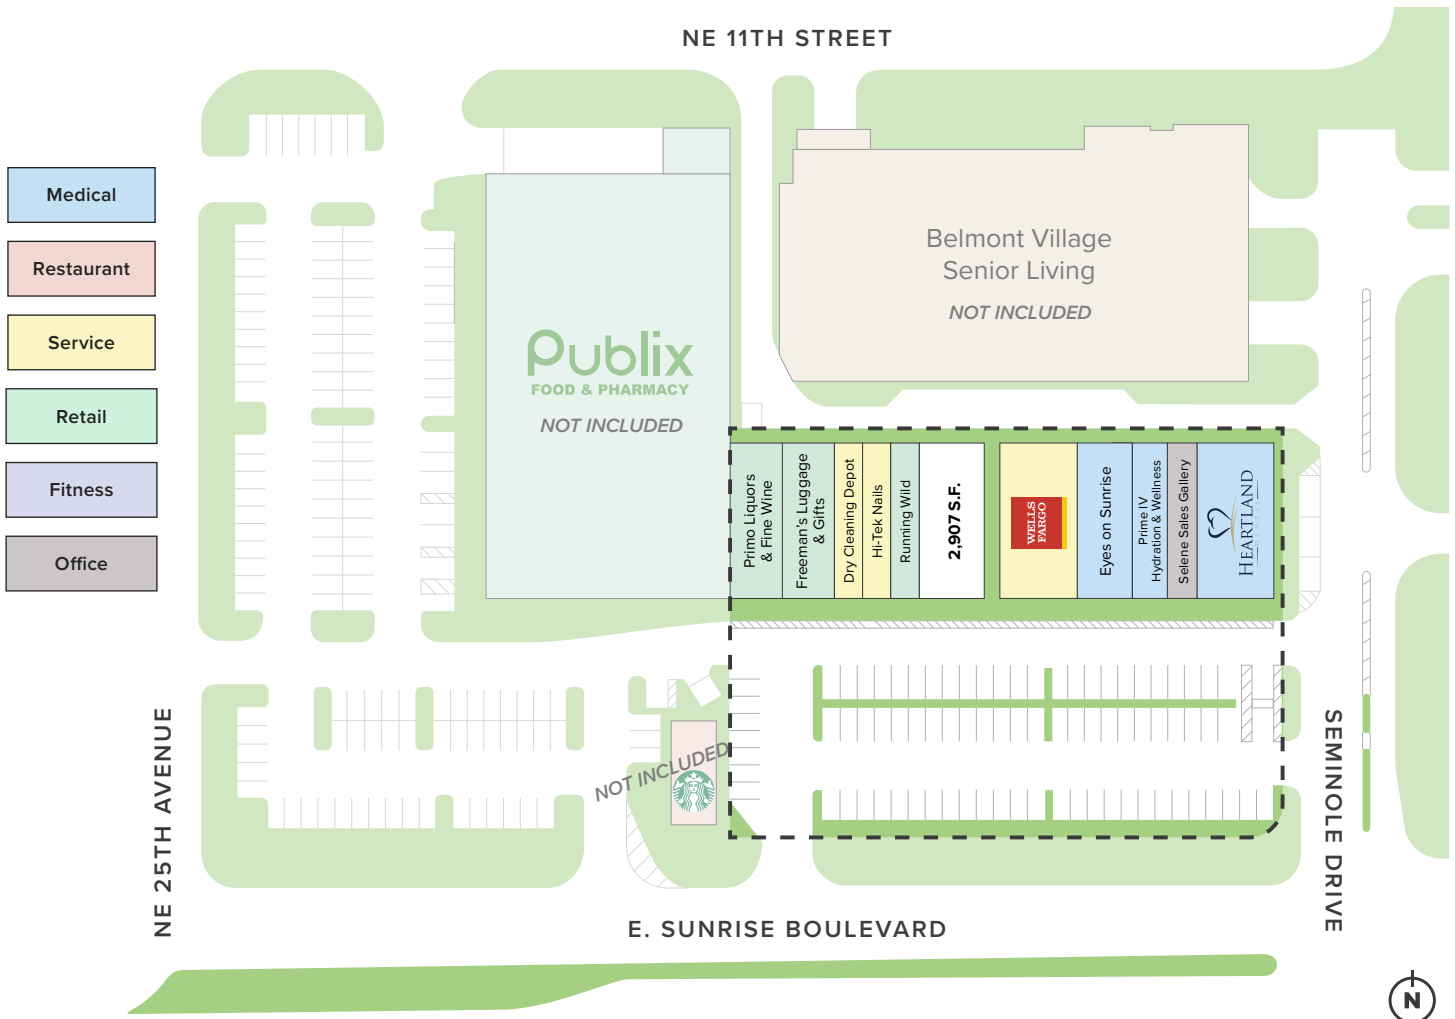 NE 11TH STREET
Medical
Restaurant
Service
Retail
Fitness
Office
Publix
FOOD & PHARMACY
NOT INCLUDED
Belmont Village
Senior Living
NOT INCLUDED
Primo Liquors
& Fine Wine
Freeman's Luggage
& Gifts
Dry Cleaning Depot
Hi-Tek Nails
Running Wild
2,907 S.F.
WELLS
FARGO
Eyes on Sunrise
Prime IV
Hydration & Wellness
Selene Sales Gallery
HEARTLAND
DENTAL
NOT INCLUDED
NE 25TH AVENUE
SEMINOLE DRIVE
E. SUNRISE BOULEVARD
N